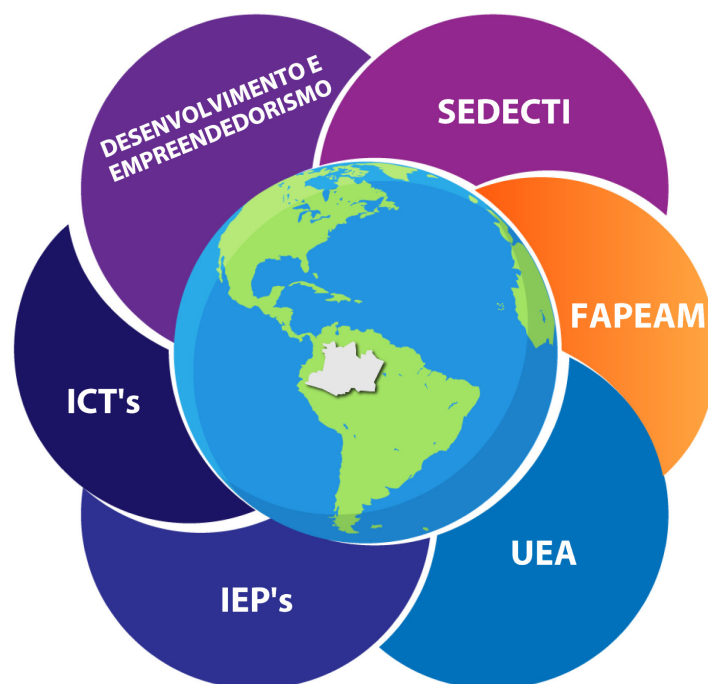 DESENVOLVIMENTO E
EMPREENDEDORISMO
SEDECTI
FAPEAM
ICT's
UEA
IEP's